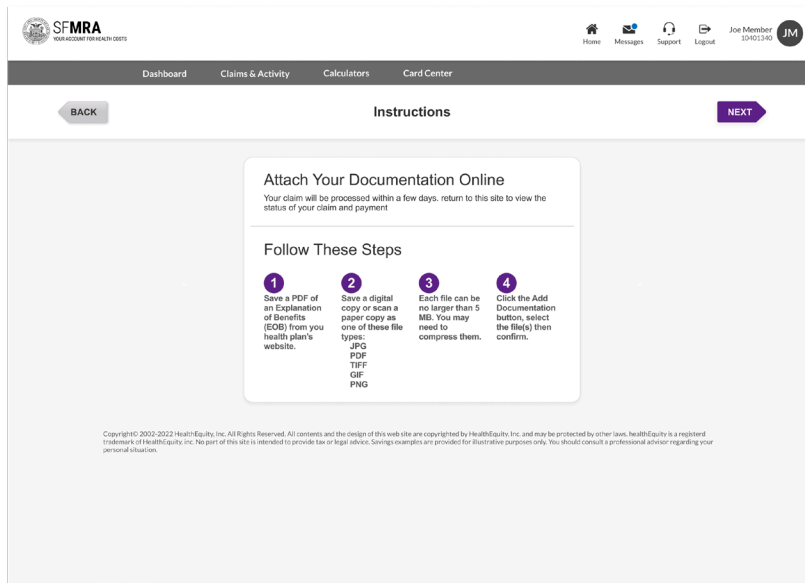 SFMRA
YOUR ACCOUNT FOR HEALTH COSTS
Home
Messages
Support
Logout
Joe Member
10401340
JM
Dashboard
Claims & Activity
Calculators
Card Center
BACK
Instructions
NEXT
Attach Your Documentation Online
Your claim will be processed within a few days. return to this site to view the
status of your claim and payment
Follow These Steps
1
Save a PDF of
an Explanation
of Benefits
(EOB) from you
health plan's
website.
2
Save a digital
copy or scan a
paper copy as
one of these file
types:
JPG
PDF
TIFF
GIF
PNG
3
Each file can be
no larger than 5
MB. You may
need to
compress them.
4
Click the Add
Documentation
button, select
the file(s) then
confirm.
Copyright© 2002-2022 HealthEquity, Inc. All Rights Reserved. All contents and the design of this web site are copyrighted by HealthEquity. Inc. and may be protected by other laws. healthEquity is a registerd
trademark of HealthEquity. inc. No part of this site is intended to provide tax or legal advice. Savings examples are provided for illustrative purposes only. You should consult a professional advisor regarding your
personal situation.